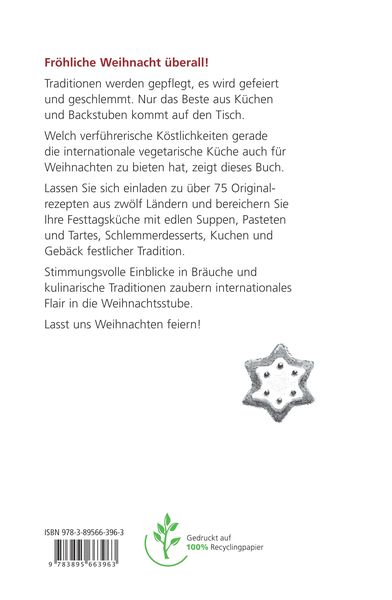 Fröhliche Weihnacht überall!
Traditionen werden gepflegt, es wird gefeiert
und geschlemmt. Nur das Beste aus Küchen
und Backstuben kommt auf den Tisch.
Welch verführerische Köstlichkeiten gerade
die internationale vegetarische Küche auch für
Weihnachten zu bieten hat, zeigt dieses Buch.
Lassen Sie sich einladen zu über 75 Original-
rezepten aus zwölf Ländern und bereichern Sie
Ihre Festtagsküche mit edlen Suppen, Pasteten
und Tartes, Schlemmerdesserts, Kuchen und
Gebäck festlicher Tradition.
Stimmungsvolle Einblicke in Bräuche und
kulinarische Traditionen zaubern internationales
Flair in die Weihnachtsstube.
Lasst uns Weihnachten feiern!
ISBN 978-3-89566-396-3
9 783895 663963
Gedruckt auf
100% Recyclingpapier